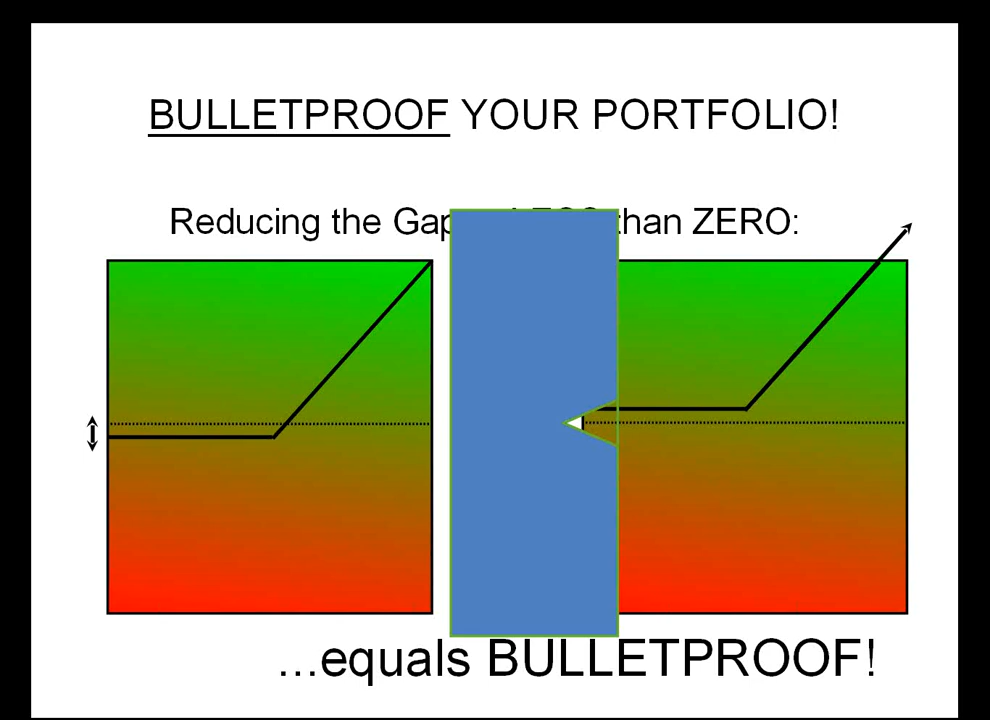 BULLETPROOF YOUR PORTFOLIO!
Reducing the Gap than ZERO:
...equals BULLETPROOF!